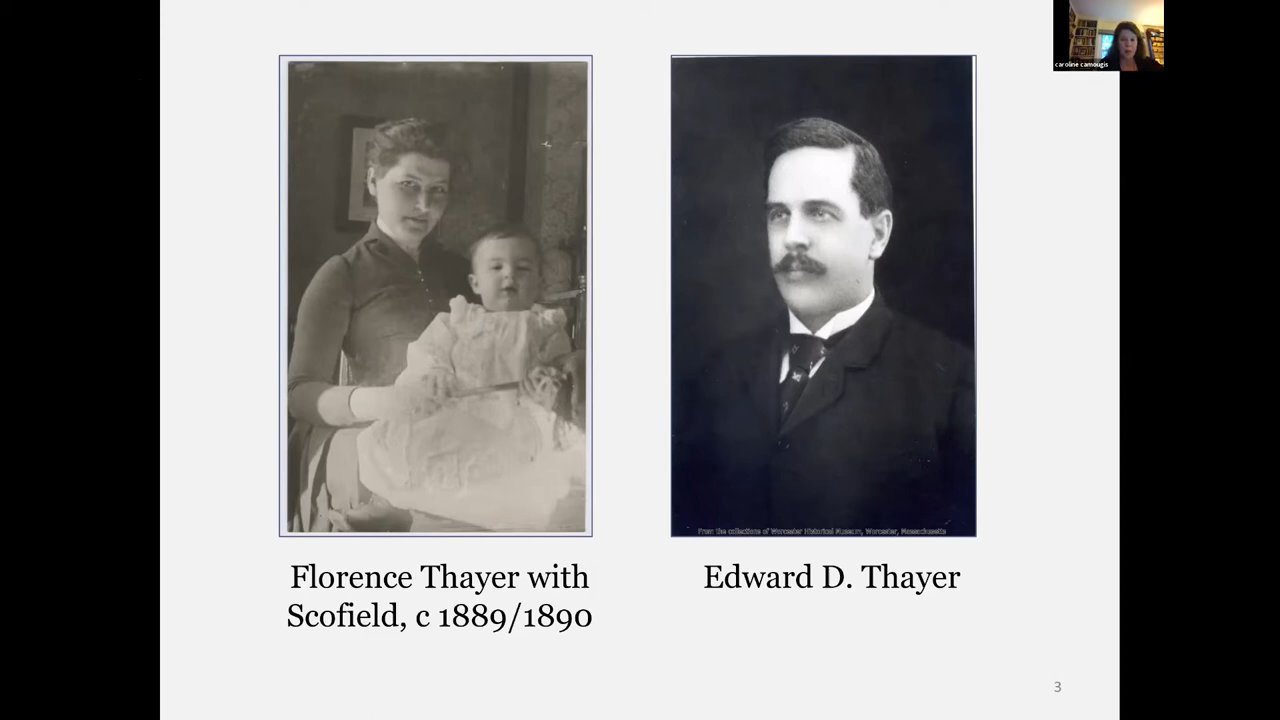 caroline camougis
From the collections of Worcester Historical Museum, Worcester, Massachusetts
Florence Thayer with
Scofield, c 1889/1890
Edward D. Thayer
3